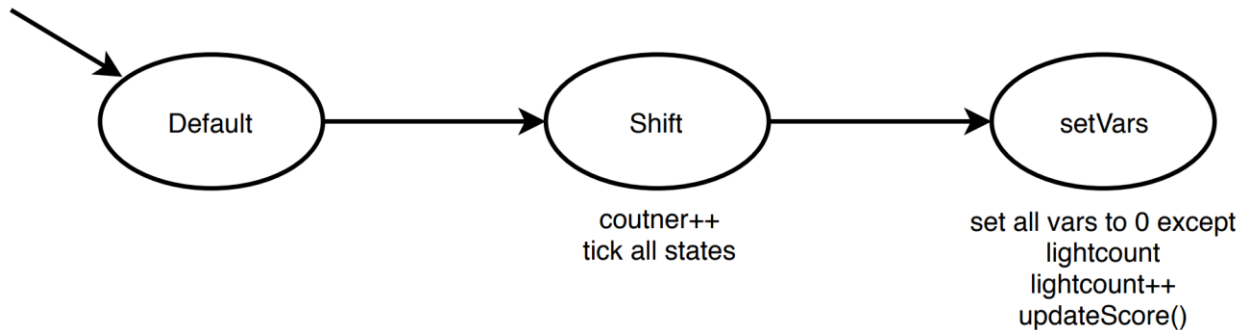 Default
Shift
setVars
coutner++
tick all states
set all vars to 0 except
lightcount
lightcount++
updateScore()